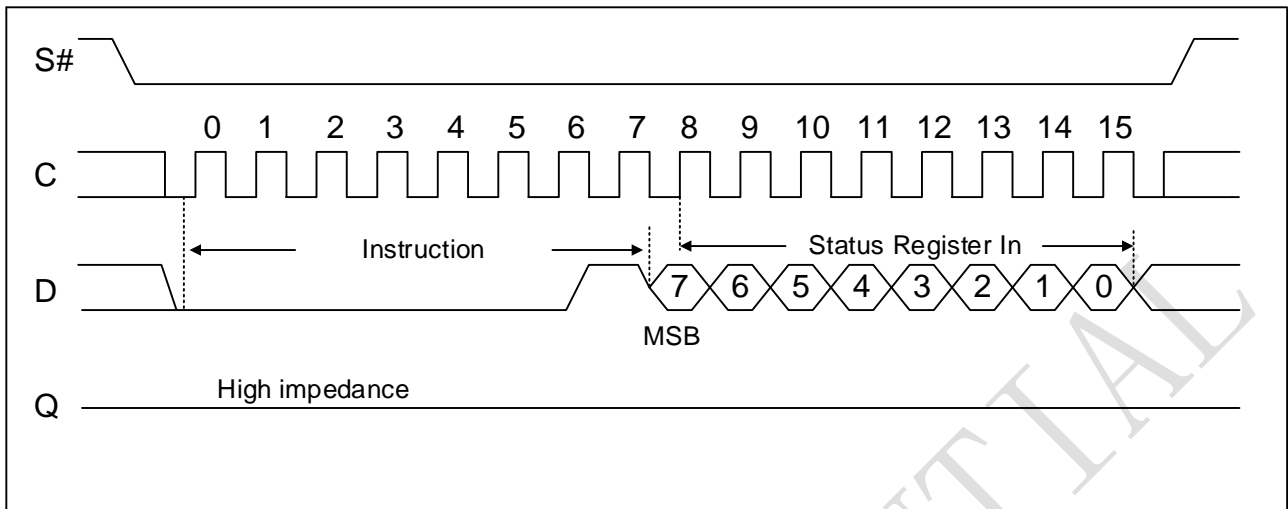 S#
0 1 2 3 4 5 6 7 8 9 10 11 12 13 14 15
C
Instruction Status Register In
D 7 6 5 4 3 2 1 0
MSB
High impedance
Q